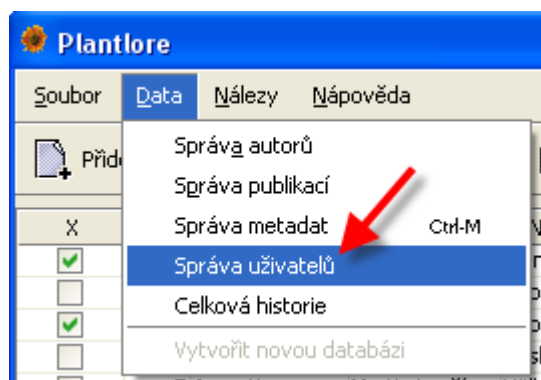 Plantlore
Soubor Data Nálezy Nápověda
Správa autorů
Správa publikací
Správa metadat Ctrl-M
X
Správa uživatelů
Celková historie
Vytvořit novou databázi